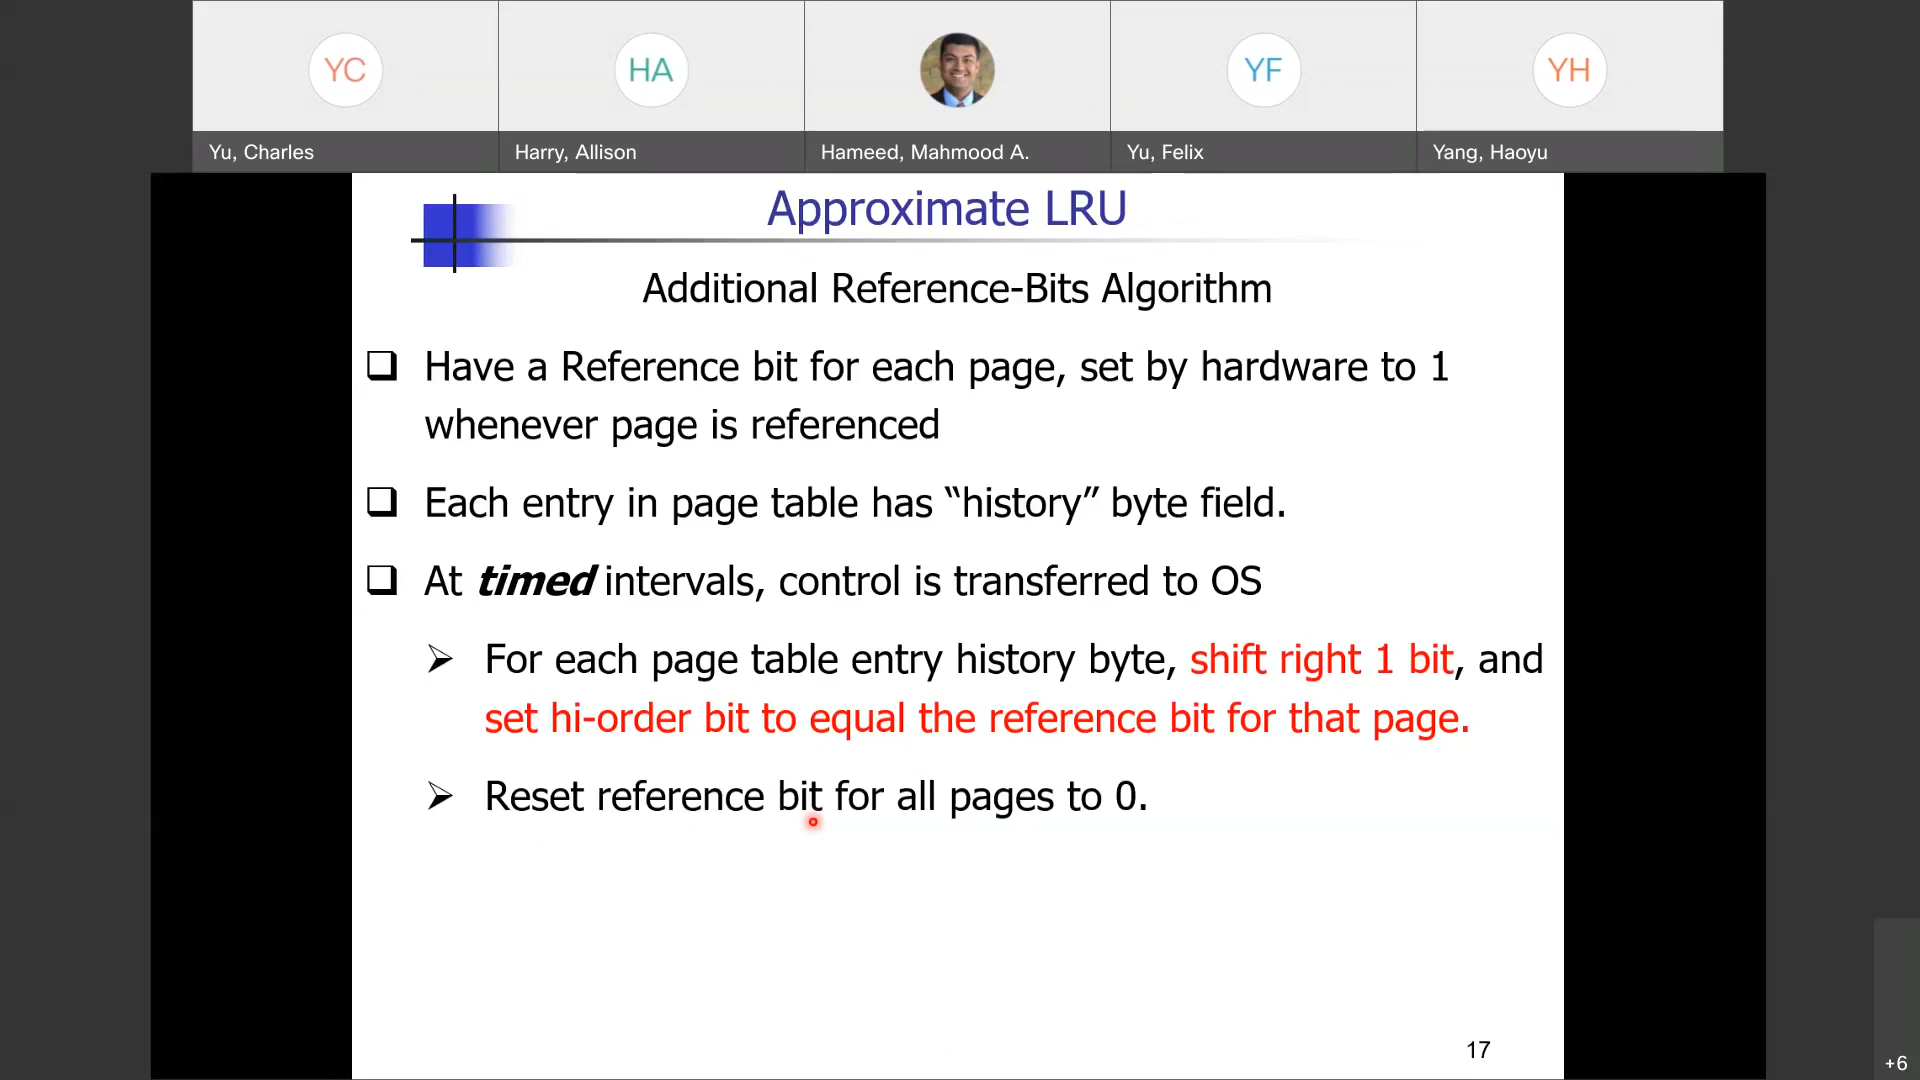 YC
HA
YF
YH
Yu, Charles
Harry, Allison
Hameed, Mahmood A.
Yu, Felix
Yang, Haoyu
Approximate LRU
Additional Reference-Bits Algorithm
Have a Reference bit for each page, set by hardware to 1
whenever page is referenced
Each entry in page table has “history” byte field.
At timed intervals, control is transferred to OS
For each page table entry history byte, shift right 1 bit, and
set hi-order bit to equal the reference bit for that page.
Reset reference bit for all pages to 0.
17
+6